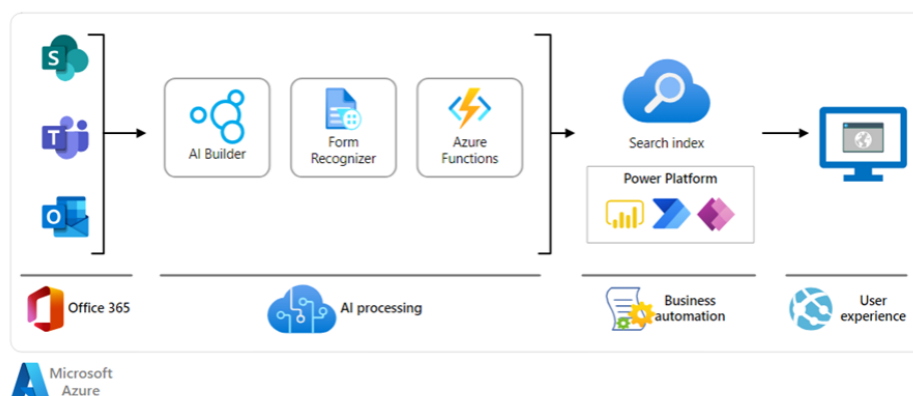 S
T
O
AI Builder
Form
Recognizer
Azure
Functions
Search index
Power Platform
Office 365
AI processing
Business
automation
User
experience
Microsoft
Azure